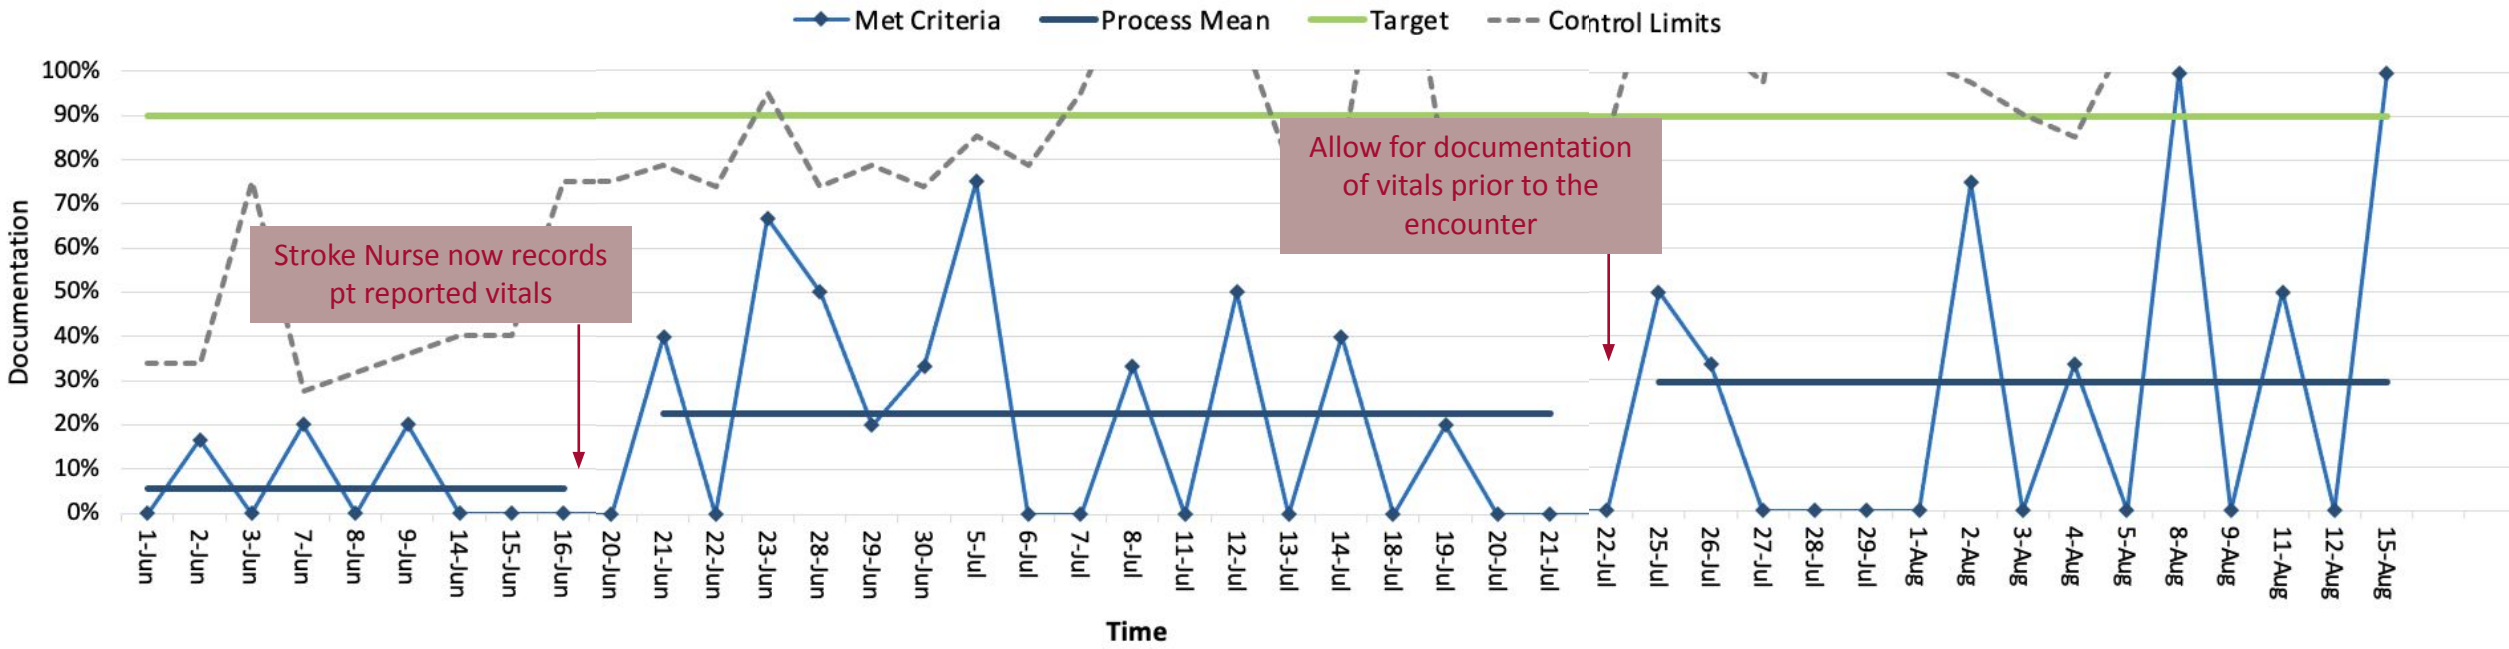 Met Criteria Process Mean Target Control Limits
100%
90%
80%
70%
60%
50%
40%
30%
20%
10%
0%
Documentation
Stroke Nurse now records
pt reported vitals
Allow for documentation
of vitals prior to the
encounter
1-Jun 2-Jun 3-Jun 7-Jun 8-Jun 9-Jun 14-Jun 15-Jun 16-Jun 20-Jun 21-Jun 22-Jun 23-Jun 28-Jun 29-Jun 30-Jun 5-Jul 6-Jul 7-Jul 8-Jul 11-Jul 12-Jul 13-Jul 14-Jul 18-Jul 19-Jul 20-Jul 21-Jul 22-Jul 25-Jul 26-Jul 27-Jul 28-Jul 29-Jul 1-Aug 2-Aug 3-Aug 4-Aug 5-Aug 8-Aug 9-Aug 11-Aug 12-Aug 15-Aug
Time